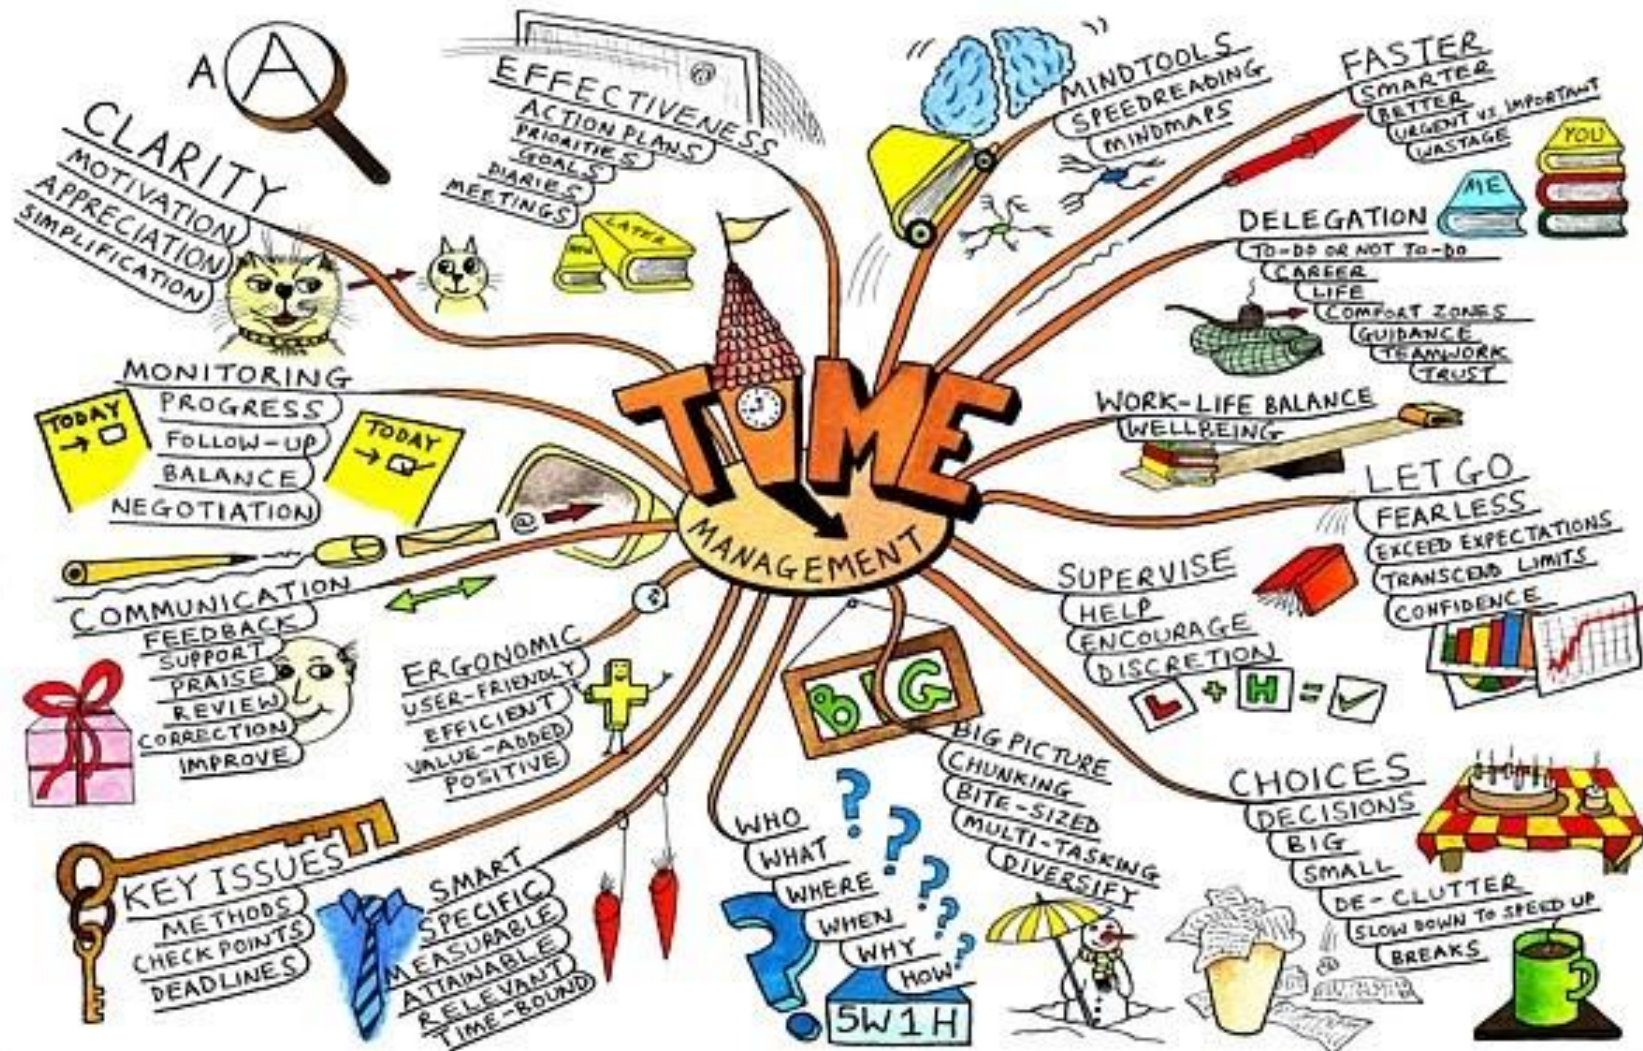 TIME
MANAGEMENT
A A
CLARITY
MOTIVATION
APPRECIATION
SIMPLIFICATION
EFFECTIVENESS
ACTION PLANS
PRIORITIES
GOALS
DIARIES
MEETINGS
NOW
LATER
MINDTOOLS
SPEEDREADING
MINDMAPS
FASTER
SMARTER
BETTER
URGENT VS IMPORTANT
WASTAGE
YOU
ME
DELEGATION
TO-DO OR NOT TO-DO
CAREER
LIFE
COMFORT ZONES
GUIDANCE
TEAMWORK
TRUST
WORK-LIFE BALANCE
WELLBEING
LET GO
FEARLESS
EXCEED EXPECTATIONS
TRANSCEND LIMITS
CONFIDENCE
SUPERVISE
HELP
ENCOURAGE
DISCRETION
L + H =
CHOICES
DECISIONS
BIG
SMALL
DE-CLUTTER
SLOW DOWN TO SPEED UP
BREAKS
BIG
BIG PICTURE
CHUNKING
BITE-SIZED
MULTI-TASKING
DIVERSIFY
WHO
WHAT
WHERE
WHEN
WHY
HOW
? ? ? ? ? ?
?
5W1H
SMART
SPECIFIC
MEASURABLE
ATTAINABLE
RELEVANT
TIME-BOUND
KEY ISSUES
METHODS
CHECK POINTS
DEADLINES
ERGONOMIC
USER-FRIENDLY
EFFICIENT
VALUE-ADDED
POSITIVE
COMMUNICATION
FEEDBACK
SUPPORT
PRAISE
REVIEW
CORRECTION
IMPROVE
@
MONITORING
PROGRESS
FOLLOW-UP
BALANCE
NEGOTIATION
TODAY
TODAY